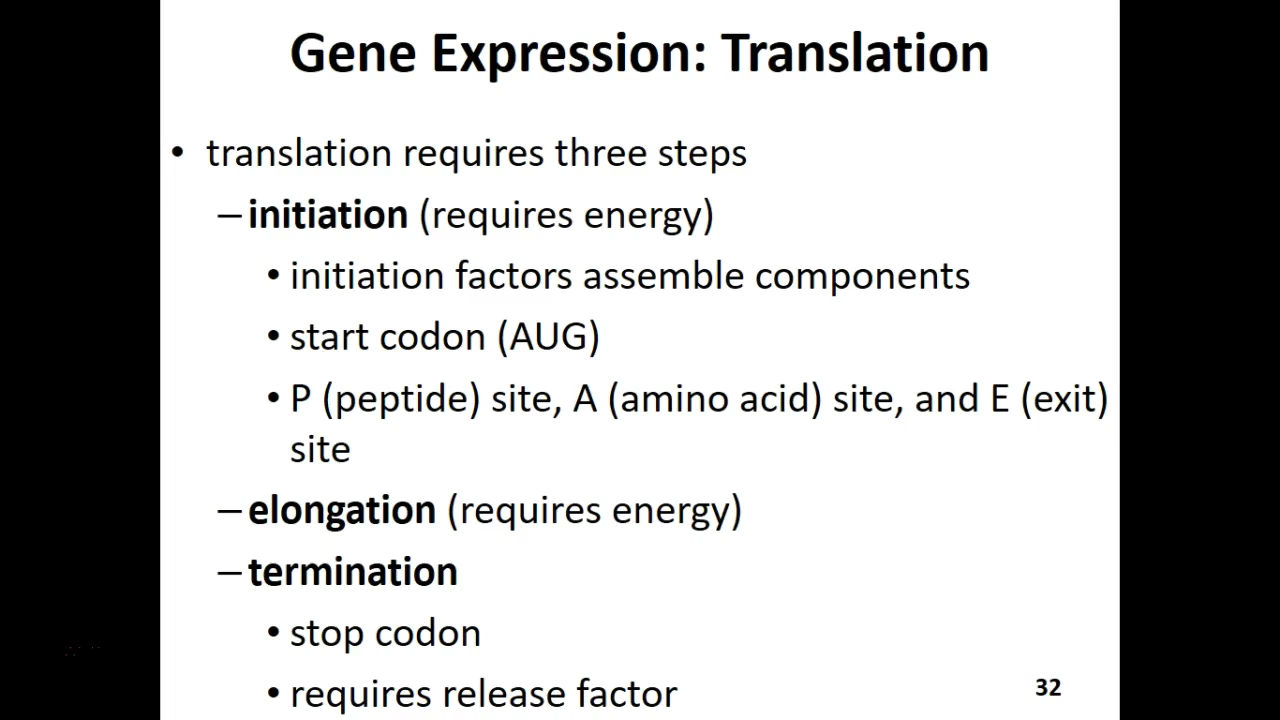 Gene Expression: Translation
• translation requires three steps
– initiation (requires energy)
• initiation factors assemble components
• start codon (AUG)
• P (peptide) site, A (amino acid) site, and E (exit)
site
– elongation (requires energy)
– termination
• stop codon
• requires release factor
32